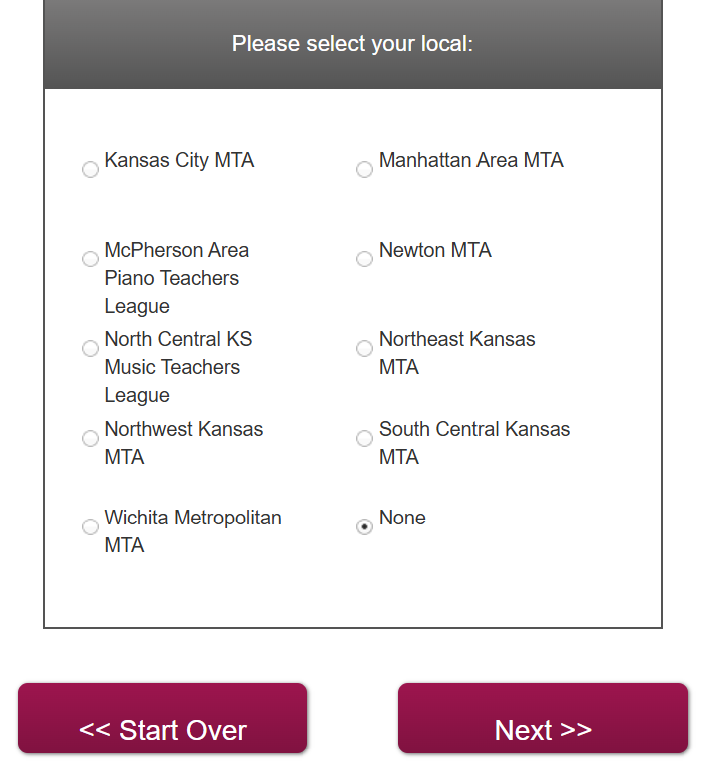 Please select your local:
Kansas City MTA
Manhattan Area MTA
McPherson Area
Piano Teachers
League
Newton MTA
North Central KS
Music Teachers
League
Northeast Kansas
MTA
Northwest Kansas
MTA
South Central Kansas
MTA
Wichita Metropolitan
MTA
None
<< Start Over
Next >>